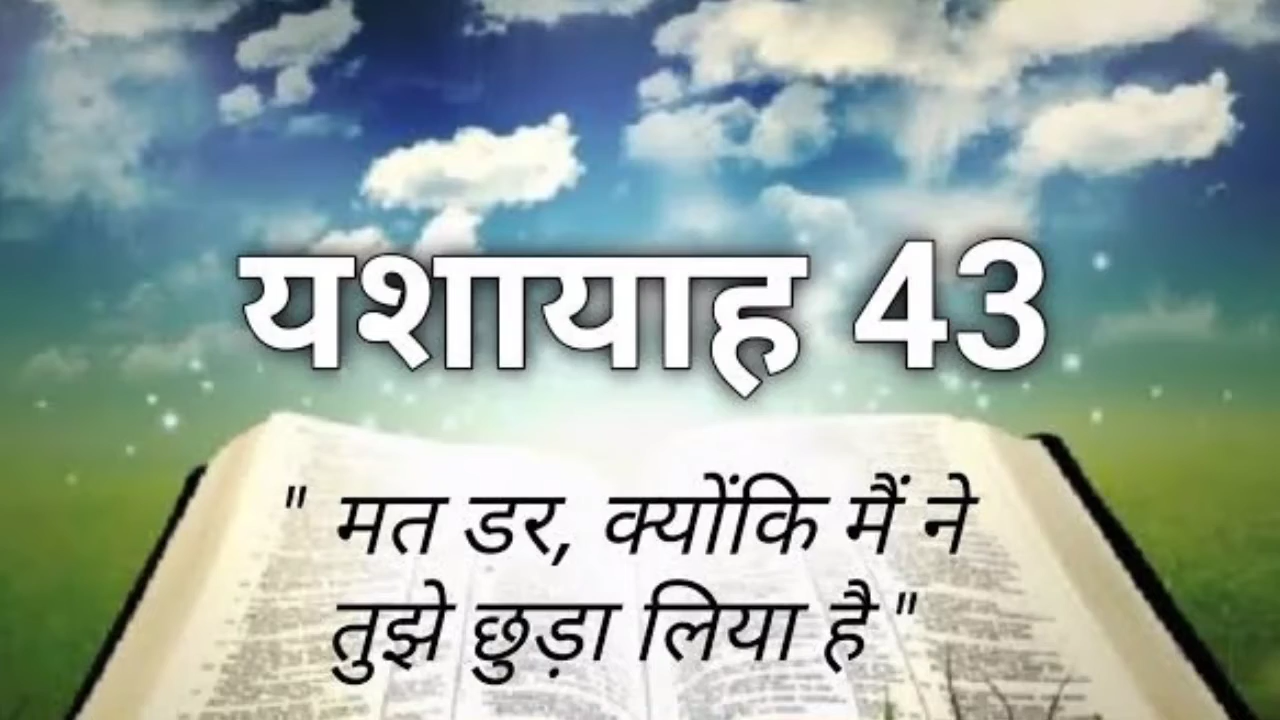 यशायाह 43
" मत डर, क्योंकि मैं ने
तुझे छुड़ा लिया है "